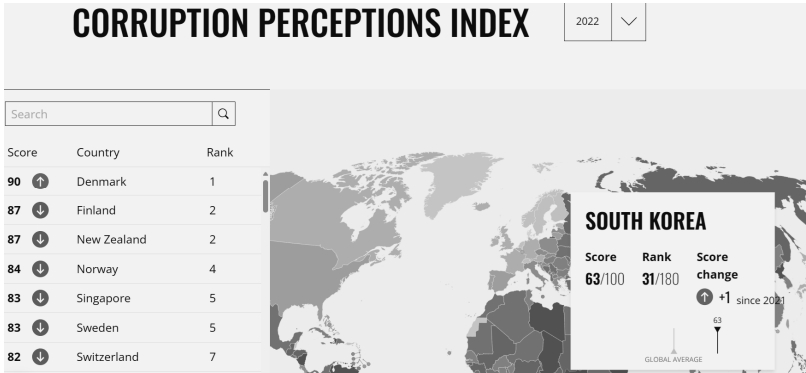 CORRUPTION PERCEPTIONS INDEX
2022
Search
Score Country Rank
90 Denmark 1
87 Finland 2
87 New Zealand 2
84 Norway 4
83 Singapore 5
83 Sweden 5
82 Switzerland 7
SOUTH KOREA
Score Rank Score change
63/100 31/180
+1 since 2021
63
GLOBAL AVERAGE